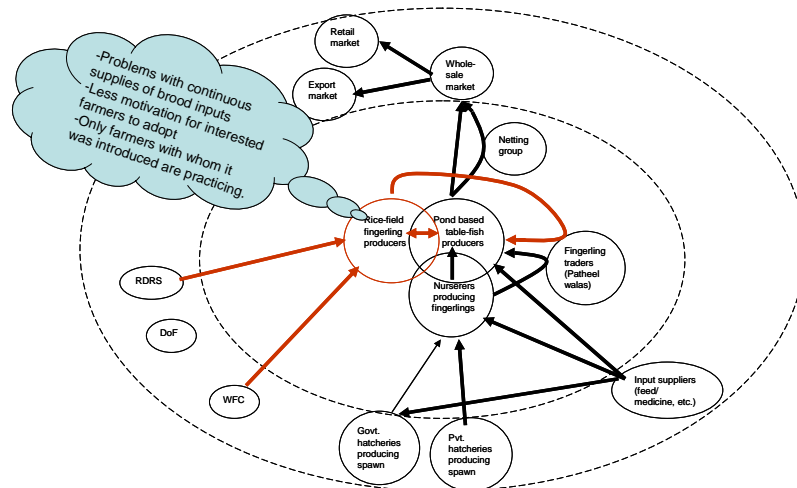 Retail
market
Whole-
sale
market
Export
market
-Problems with continuous
supplies of brood inputs
-Less motivation for interested
farmers to adopt
-Only farmers with whom it
was introduced are practicing.
Netting
group
Rice-field
fingerling
producers
Pond based
table-fish
producers
Fingerling
traders
(Patheel
walas)
Nurserers
producing
fingerlings
RDRS
DoF
WFC
Input suppliers
(feed/
medicine, etc.)
Govt.
hatcheries
producing
spawn
Pvt.
hatcheries
producing
spawn